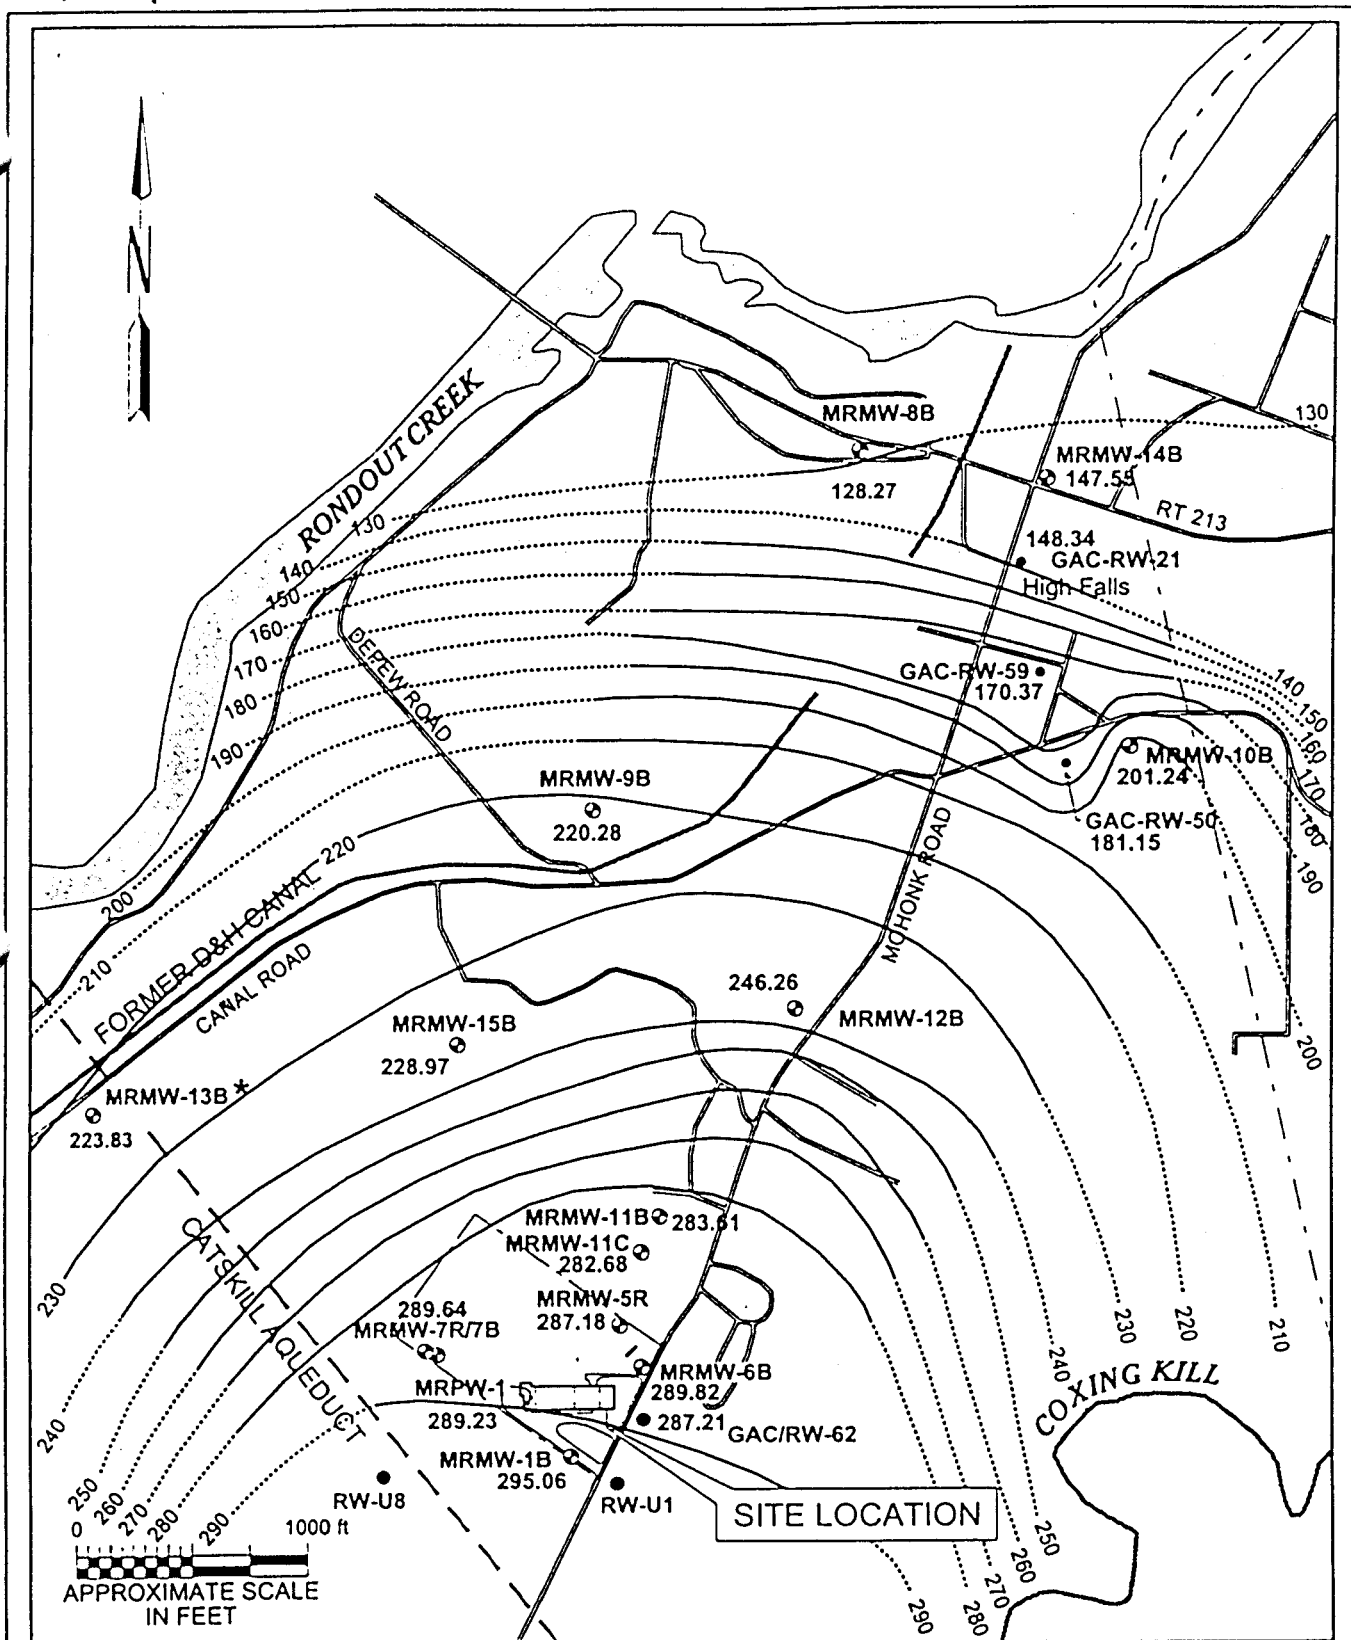 N
RONDOUT CREEK
MRMW-8B
128.27
130
MRMW-14B
147.55
RT 213
130
140
150
160
170
180
190
148.34
GAC-RW-21
High Falls
DEPEW ROAD
GAC-RW-59
170.37
140
150
160
170
180
190
MRMW-9B
220.28
MRMW-10B
201.24
GAC-RW-50
181.15
MOHONK ROAD
200
210
220
FORMER D&H CANAL
CANAL ROAD
246.26
MRMW-12B
MRMW-15B
228.97
200
MRMW-13B *
223.83
CATSKILL AQUEDUCT
MRMW-11B
283.61
MRMW-11C
282.68
230
289.64
MRMW-7R/7B
MRMW-5R
287.18
230
220
210
240
MRMW-6B
289.82
COXING KILL
MRPW-1
289.23
287.21
GAC/RW-62
240
MRMW-1B
295.06
RW-U8
RW-U1
SITE LOCATION
250
260
270
280
290
250
260
270
280
290
0
1000 ft
APPROXIMATE SCALE
IN FEET